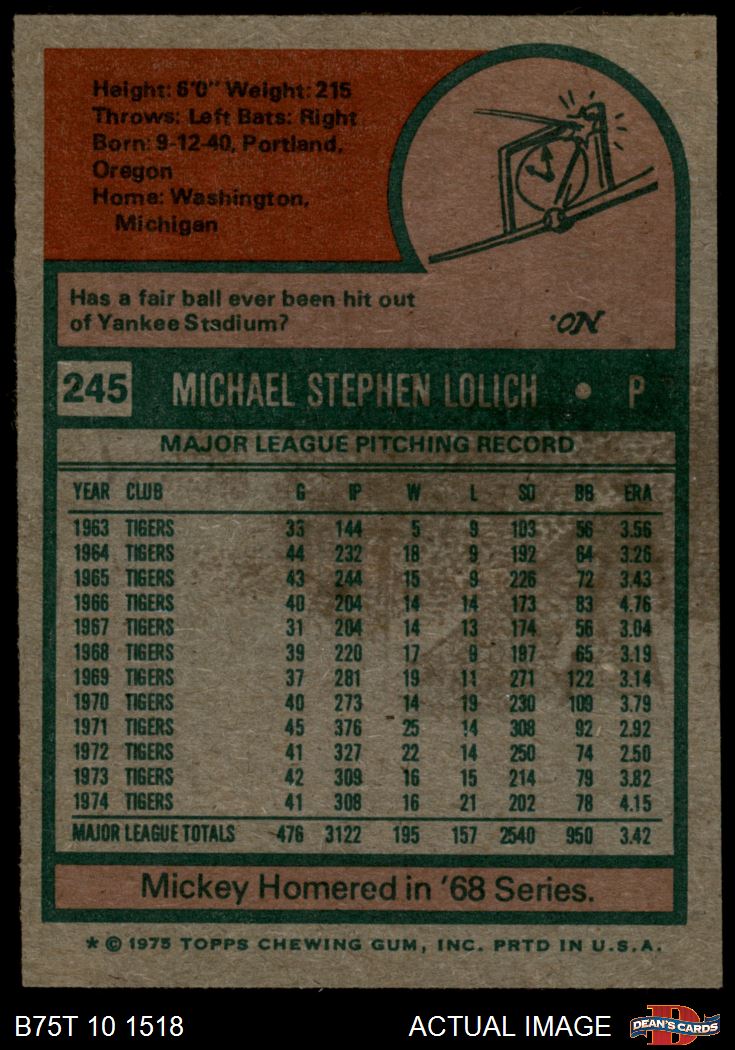 Height: 6'0" Weight: 215
Throws: Left Bats: Right
Born: 9-12-40, Portland,
Oregon
Home: Washington,
Michigan
Has a fair ball ever been hit out
of Yankee Stadium?
No.
245 MICHAEL STEPHEN LOLICH • P
MAJOR LEAGUE PITCHING RECORD
YEAR CLUB G IP W L SO BB ERA
1963 TIGERS 33 144 5 9 103 56 3.56
1964 TIGERS 44 232 18 9 192 64 3.26
1965 TIGERS 43 244 15 9 226 72 3.43
1966 TIGERS 40 204 14 14 173 83 4.76
1967 TIGERS 31 204 14 13 174 56 3.04
1968 TIGERS 39 220 17 9 197 65 3.19
1969 TIGERS 37 281 19 11 271 122 3.14
1970 TIGERS 40 273 14 19 230 109 3.79
1971 TIGERS 45 376 25 14 308 92 2.92
1972 TIGERS 41 327 22 14 250 74 2.50
1973 TIGERS 42 309 16 15 214 79 3.82
1974 TIGERS 41 308 16 21 202 78 4.15
MAJOR LEAGUE TOTALS 476 3122 195 157 2540 950 3.42
Mickey Homered in '68 Series.
* © 1975 TOPPS CHEWING GUM, INC. PRTD IN U.S.A.
B75T 10 1518 ACTUAL IMAGE DEAN'S CARDS